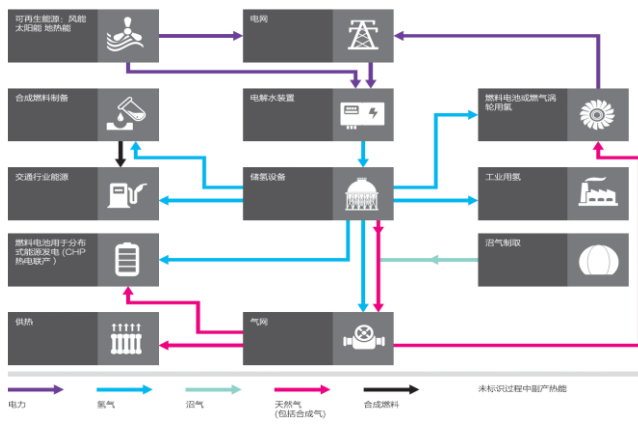 可再生能源：风能
太阳能 地热能
电网
合成燃料制备
电解水装置
燃料电池或燃气涡
轮用氢
交通行业能源
储氢设备
工业用氢
燃料电池用于分布
式能源发电 (CHP
热电联产 )
沼气制取
供热
气网
电力
氢气
沼气
天然气
(包括合成气)
合成燃料
未标识过程中副产热能